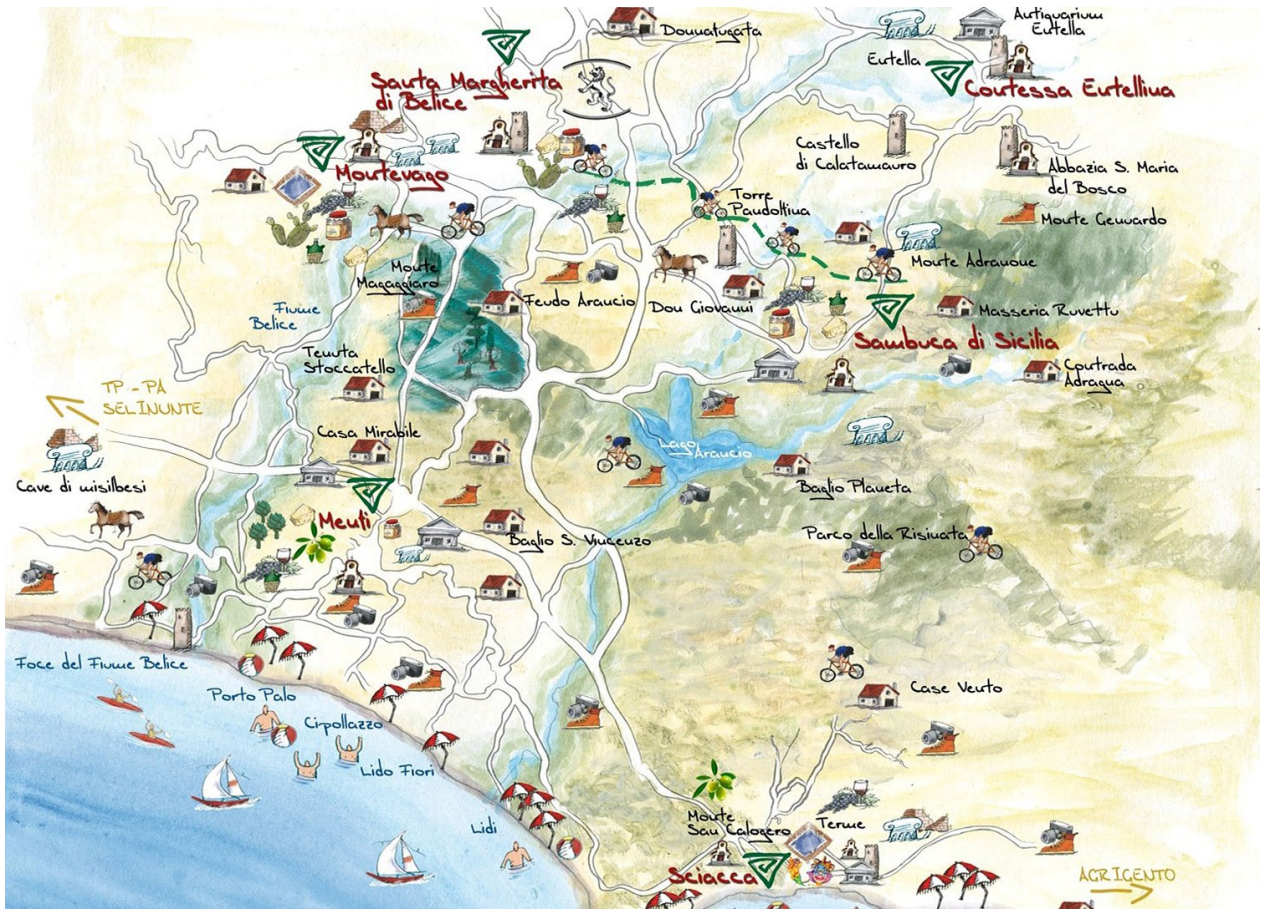 Donnafugata
Antiquarium
Entella
Entella
Santa Margherita
di Belice
Contessa Entellina
Castello
di Calatamauro
Abbazia S. Maria
del Bosco
Montevago
Torre
Pandolfina
Monte Genuardo
Monte
Magaggiaro
Monte Adranone
Feudo Arancio
Don Giovanni
Fiume
Belice
Masseria Ruvettu
Sambuca di Sicilia
Tenuta
Stoccatello
Contrada
Adragna
TP - PA
SELINUNTE
Casa Mirabile
Lago
Arancio
Cave di misilbesi
Baglio Planeta
Menfi
Baglio S. Vincenzo
Parco della Risinata
Foce del Fiume Belice
Porto Palo
Case Vento
Cipollazzo
Lido Fiori
Lidi
Monte
San Calogero
Terme
Sciacca
AGRIGENTO